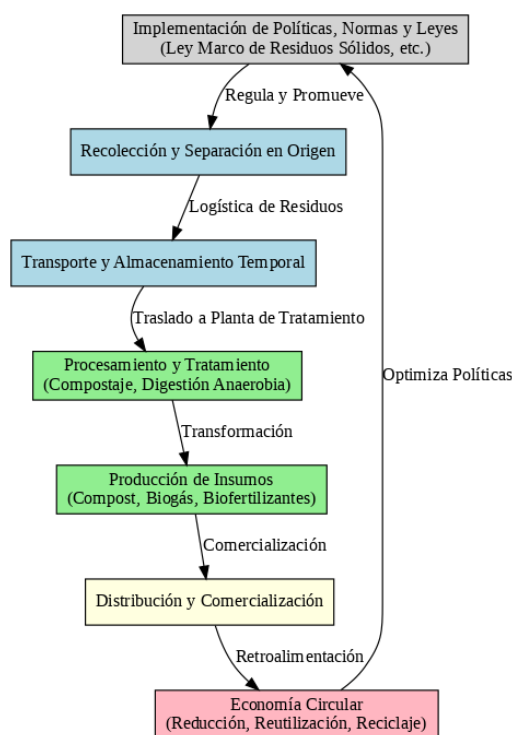 Implementación de Políticas, Normas y Leyes
(Ley Marco de Residuos Sólidos, etc.)
Regula y Promueve
Recolección y Separación en Origen
Logística de Residuos
Transporte y Almacenamiento Temporal
Traslado a Planta de Tratamiento
Procesamiento y Tratamiento
(Compostaje, Digestión Anaerobia)
Optimiza Políticas
Transformación
Producción de Insumos
(Compost, Biogás, Biofertilizantes)
Comercialización
Distribución y Comercialización
Retroalimentación
Economía Circular
(Reducción, Reutilización, Reciclaje)